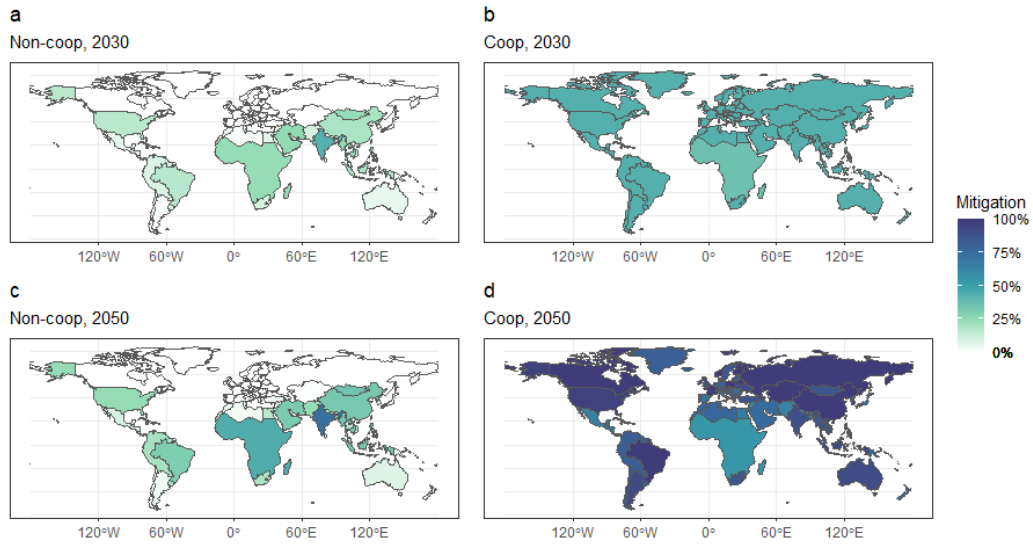 a
Non-coop, 2030
120°W 60°W 0° 60°E 120°E
b
Coop, 2030
120°W 60°W 0° 60°E 120°E
c
Non-coop, 2050
120°W 60°W 0° 60°E 120°E
d
Coop, 2050
120°W 60°W 0° 60°E 120°E
Mitigation
100%
75%
50%
25%
0%